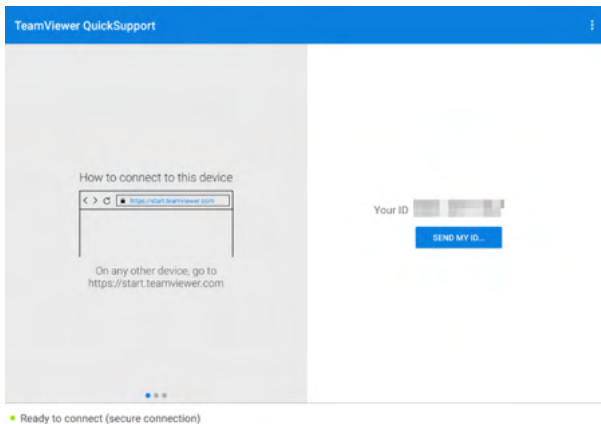 TeamViewer QuickSupport
How to connect to this device
https://start.teamviewer.com
On any other device, go to
https://start.teamviewer.com
Your ID
SEND MY ID...
Ready to connect (secure connection)